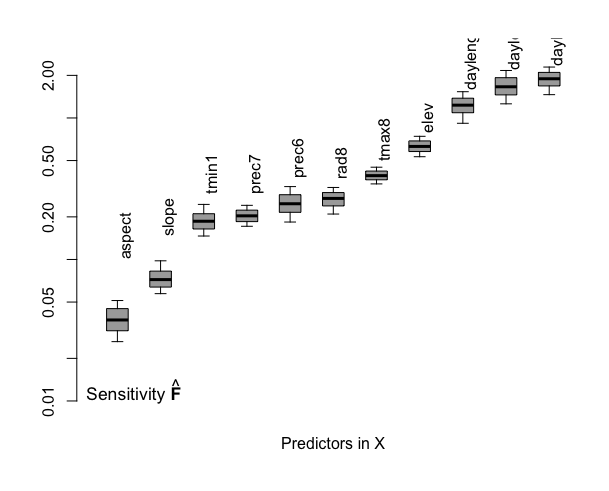 2.00
0.50
0.20
0.05
0.01
aspect
slope
tmin1
prec7
prec6
rad8
tmax8
elev
Sensitivity F̂
Predictors in X